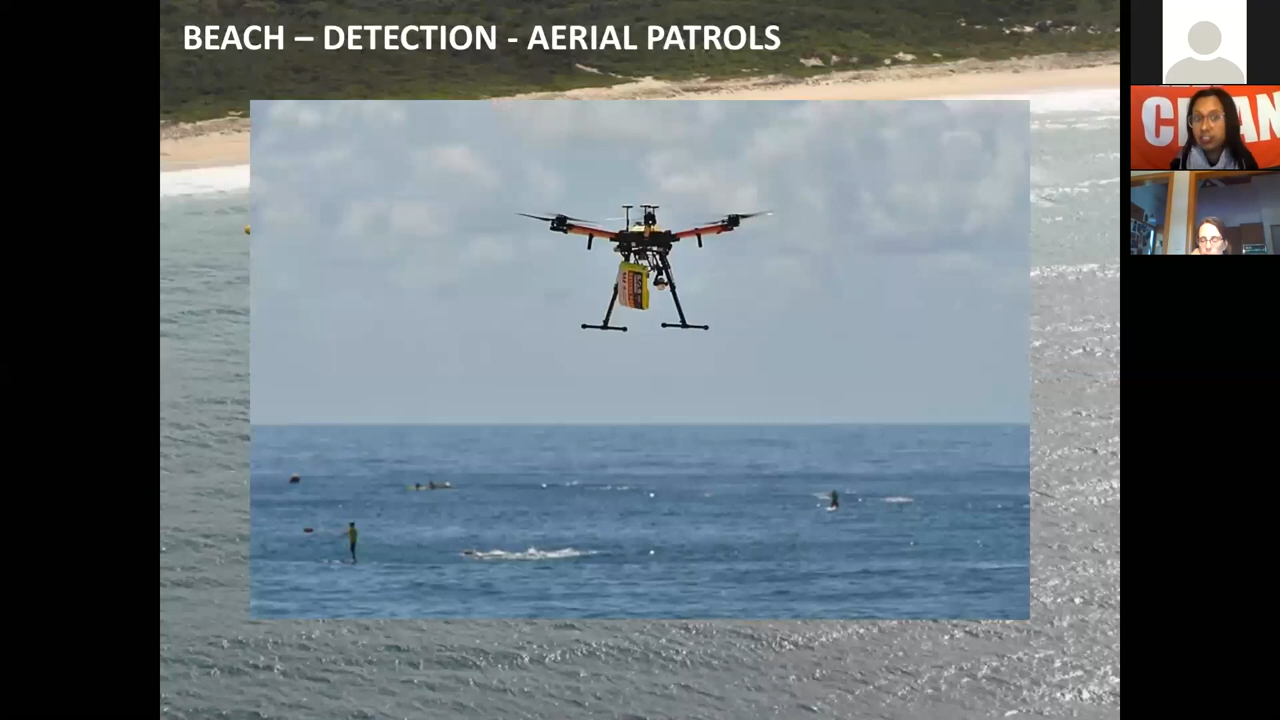 BEACH – DETECTION - AERIAL PATROLS